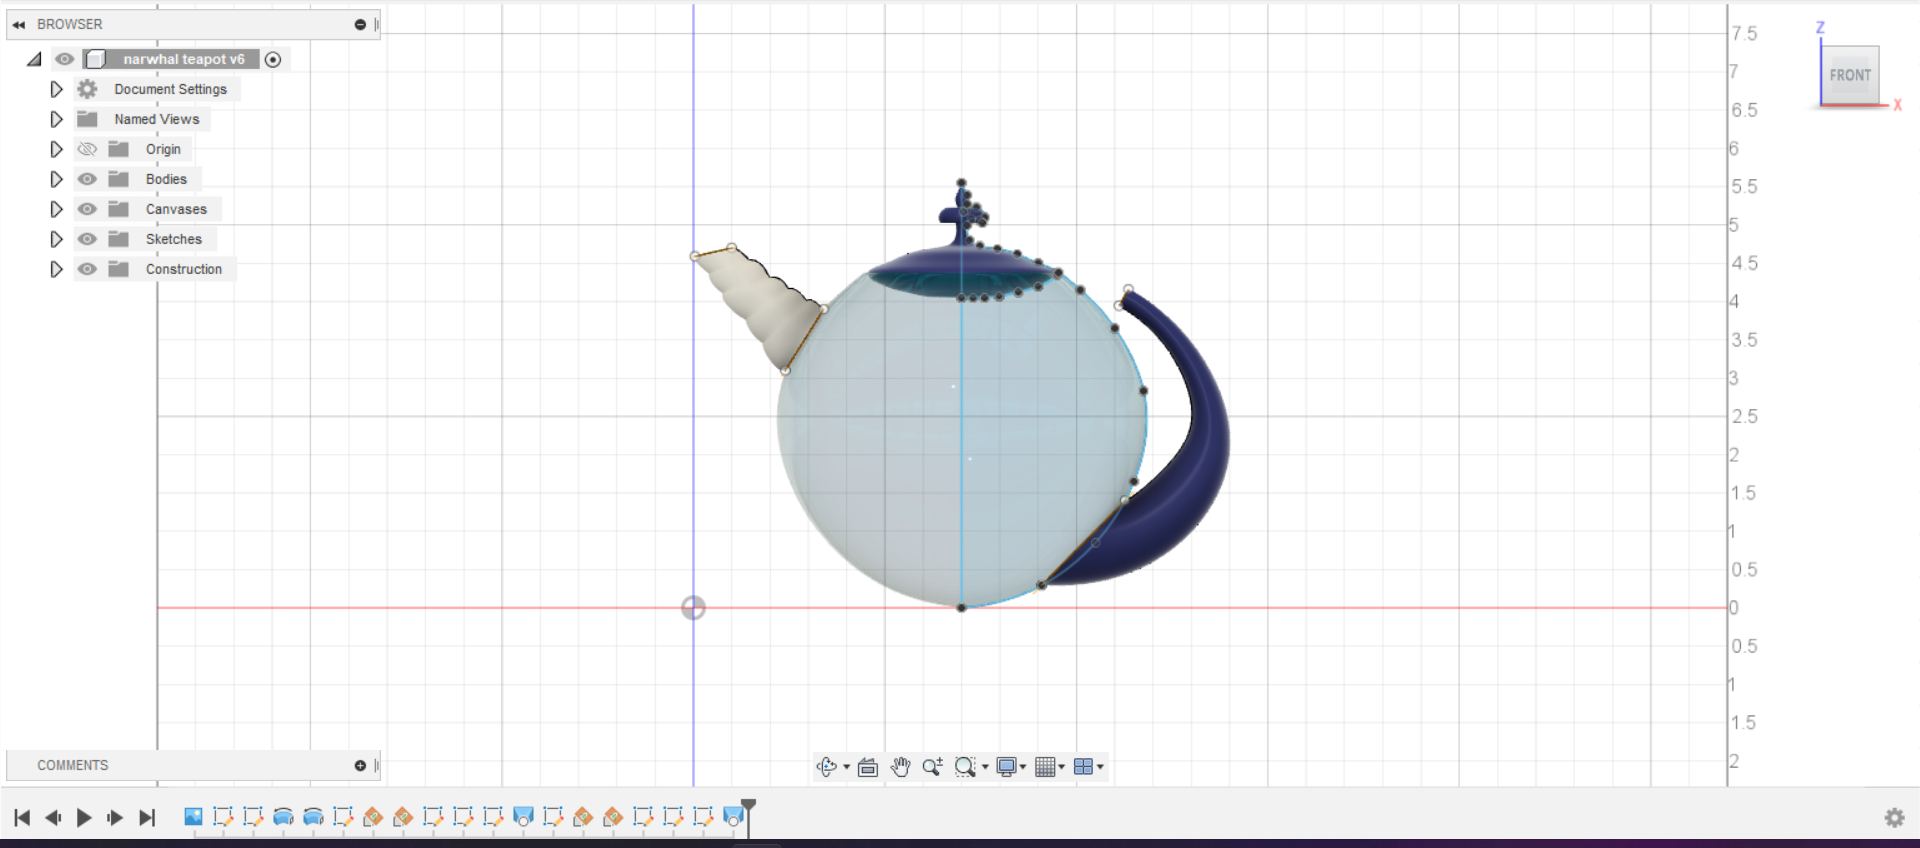 BROWSER
narwhal teapot v6
Document Settings
Named Views
Origin
Bodies
Canvases
Sketches
Construction
7.5
7
6.5
6
5.5
5
4.5
4
3.5
3
2.5
2
1.5
1
0.5
0
0.5
1
1.5
2
Z
FRONT
X
COMMENTS